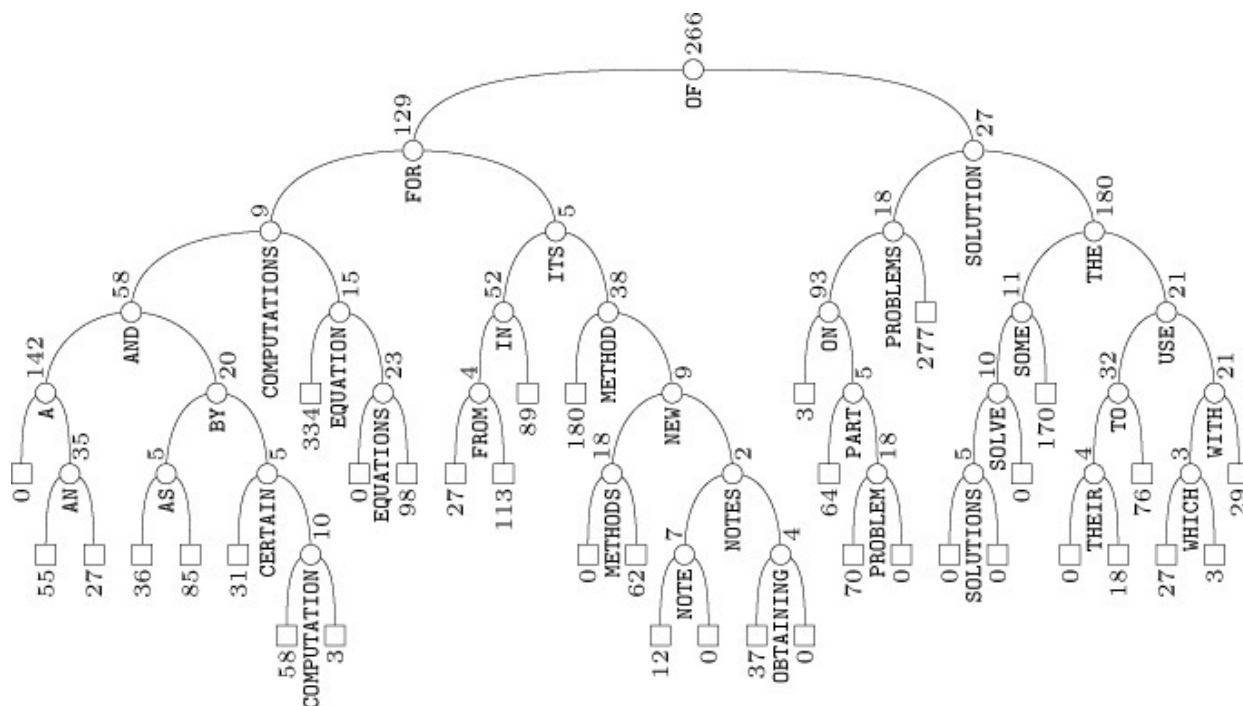 266
OF
129
FOR
27
SOLUTION
9
COMPUTATIONS
5
ITS
18
PROBLEMS
180
THE
58
AND
15
EQUATION
52
IN
38
METHOD
93
ON
277
11
SOME
21
USE
142
A
20
BY
334
23
EQUATIONS
4
FROM
89
180
9
NEW
3
5
PART
10
SOLVE
170
32
TO
21
WITH
0
35
AN
5
AS
5
CERTAIN
0
98
27
113
18
METHODS
2
NOTES
64
18
PROBLEM
5
SOLUTIONS
0
4
THEIR
76
3
WHICH
29
55
27
36
85
31
10
COMPUTATION
0
62
7
NOTE
4
OBTAINING
70
0
0
0
0
18
27
3
58
3
12
0
37
0